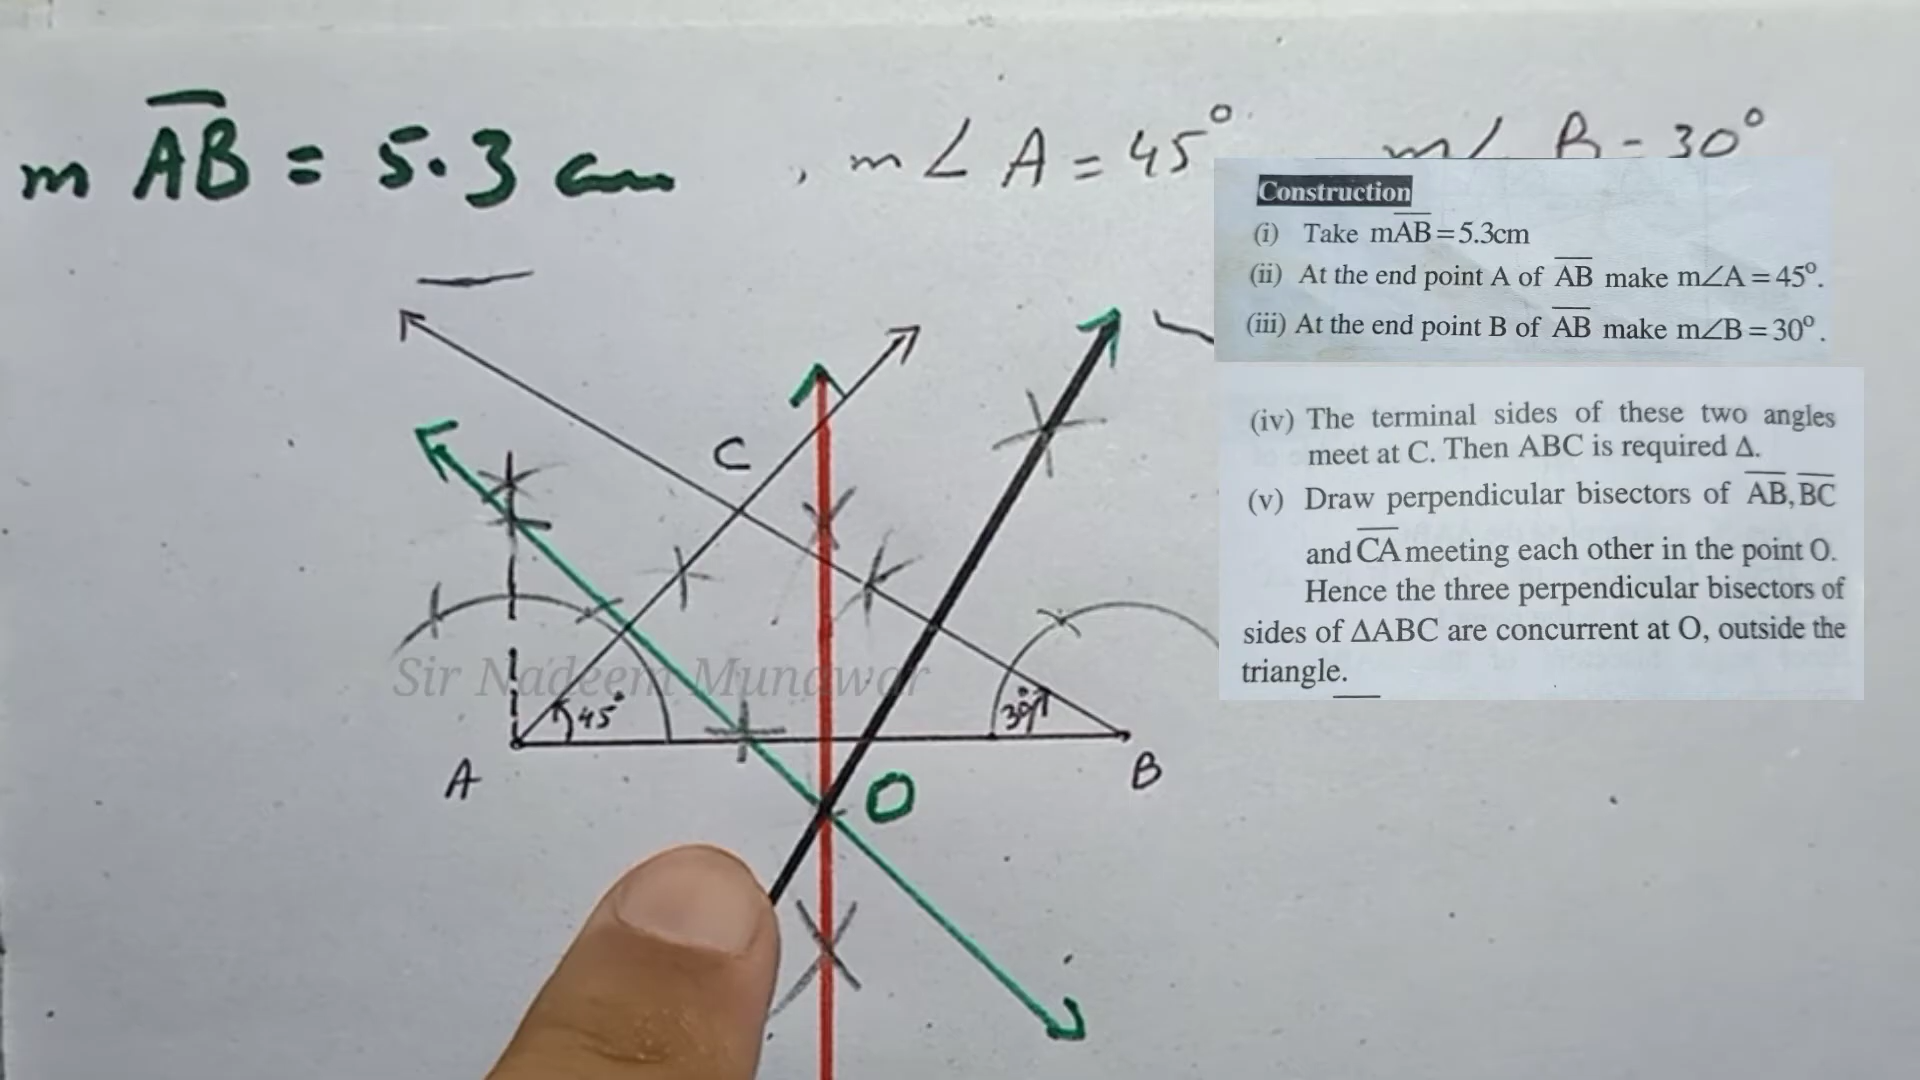 m AB = 5.3 cm , m∠A = 45° m∠B = 30°
Construction
(i) Take mAB=5.3cm
(ii) At the end point A of AB make m∠A=45°.
(iii) At the end point B of AB make m∠B=30°.
(iv) The terminal sides of these two angles
meet at C. Then ABC is required Δ.
(v) Draw perpendicular bisectors of AB,BC
and CA meeting each other in the point O.
Hence the three perpendicular bisectors of
sides of ΔABC are concurrent at O, outside the
triangle.
C
Sir Nadeem Munawar
45°
30°
A
B
O